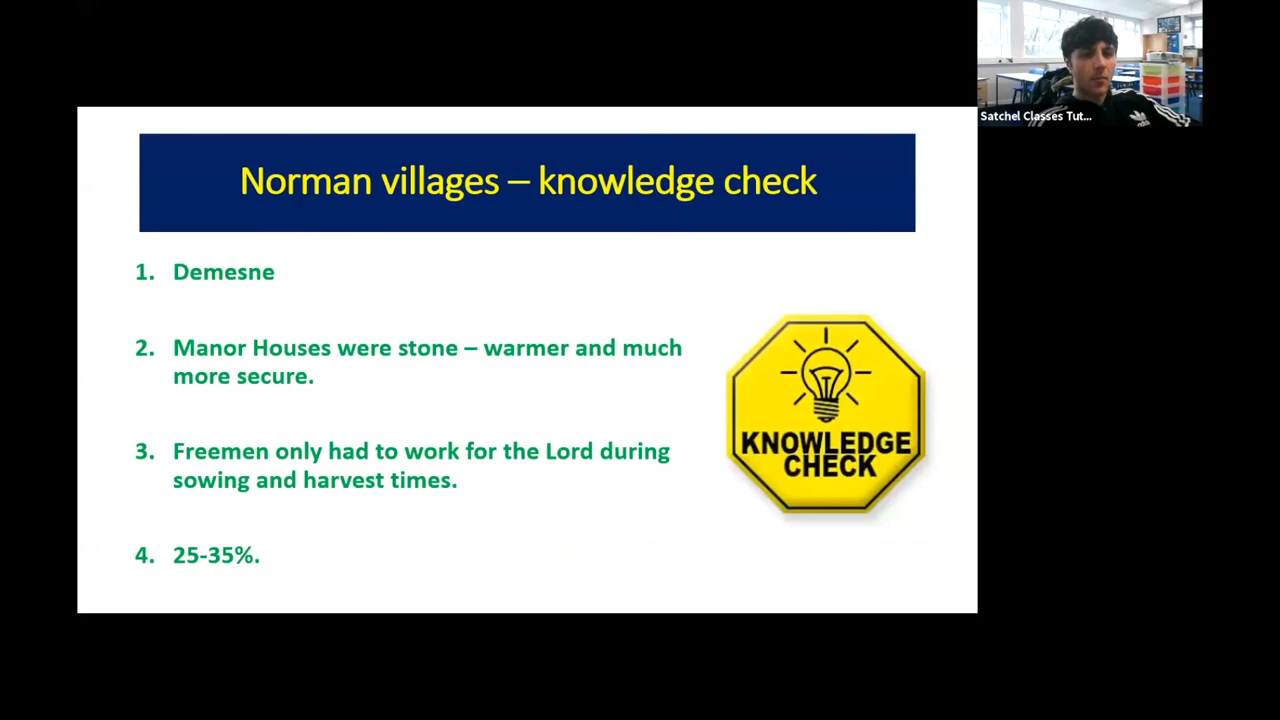 Satchel Classes Tut...
Norman villages – knowledge check
1. Demesne
2. Manor Houses were stone – warmer and much
more secure.
3. Freemen only had to work for the Lord during
sowing and harvest times.
4. 25-35%.
KNOWLEDGE
CHECK